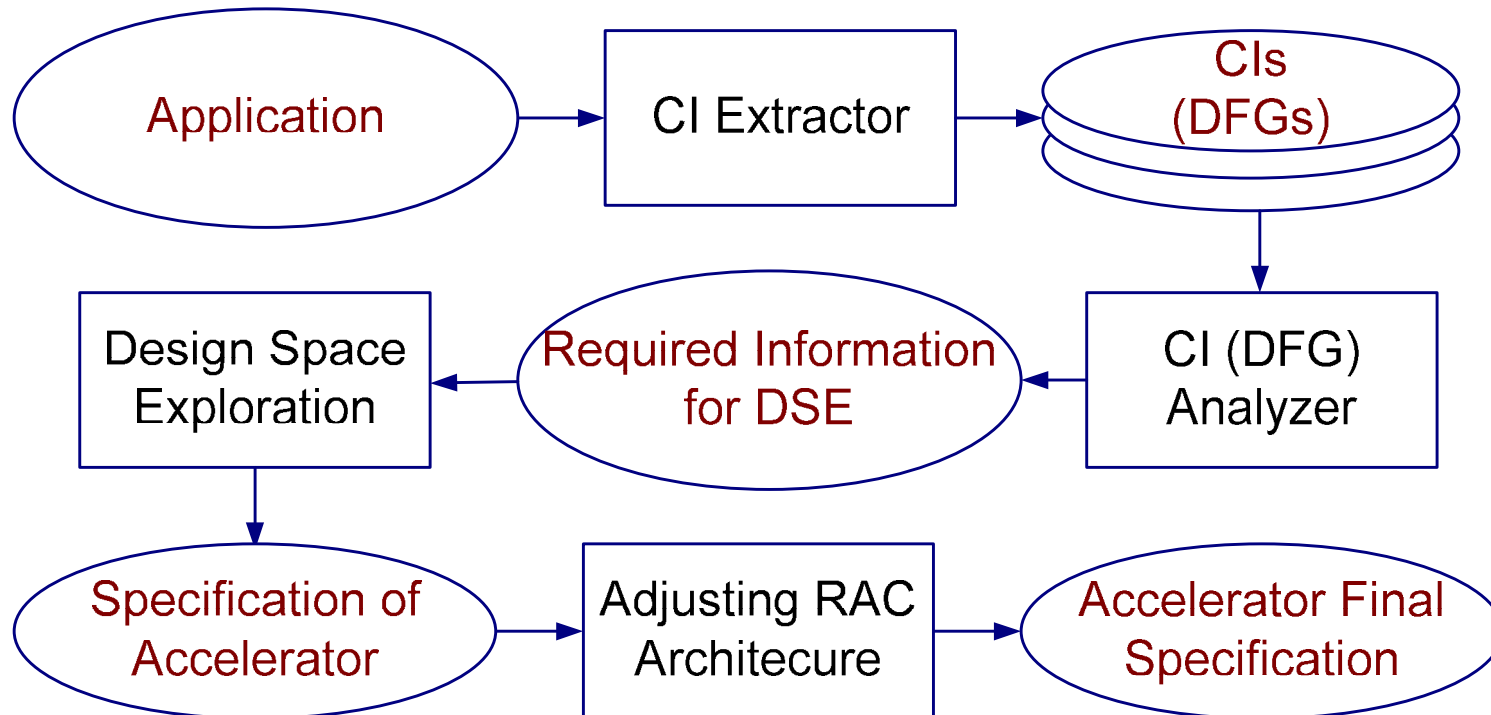 Application
CI Extractor
CIs
(DFGs)
Design Space
Exploration
Required Information
for DSE
CI (DFG)
Analyzer
Specification of
Accelerator
Adjusting RAC
Architecure
Accelerator Final
Specification